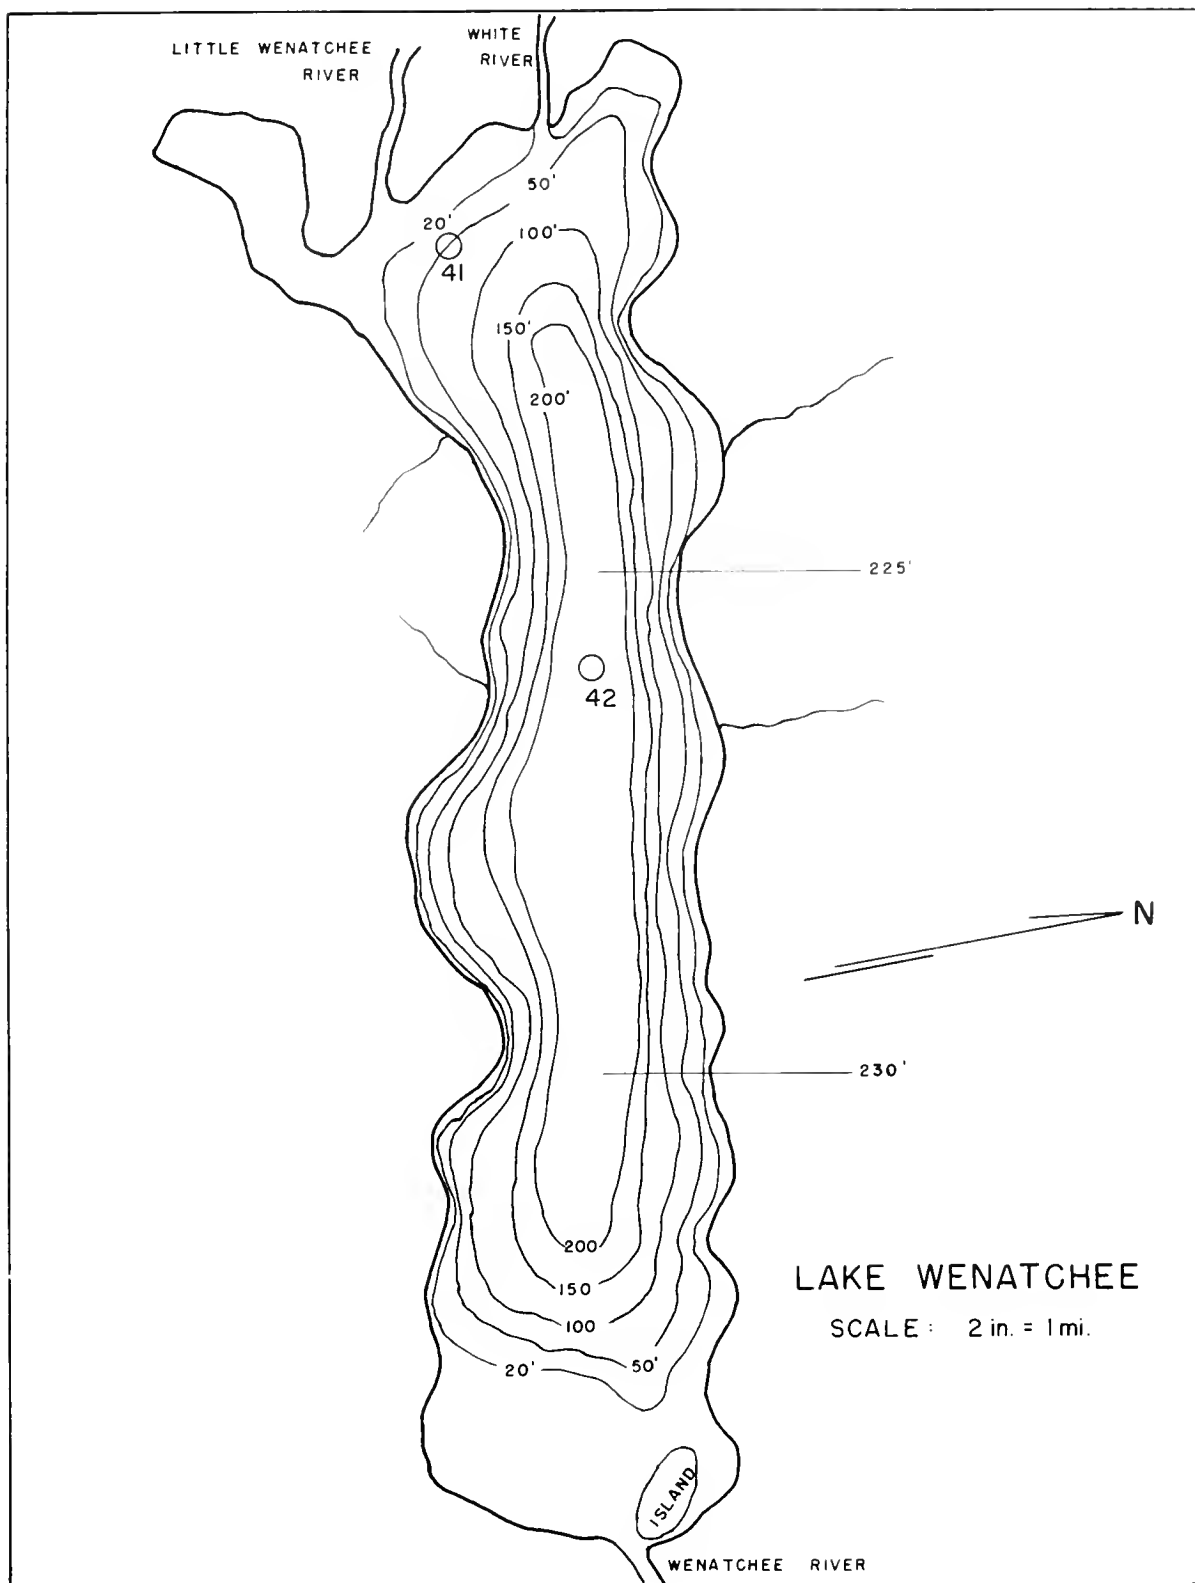 LITTLE WENATCHEE
RIVER
WHITE
RIVER
50'
20'
100'
41
150'
200'
225'
42
N
230'
200
150
100
50'
20'
LAKE WENATCHEE
SCALE: 2 in. = 1 mi.
ISLAND
WENATCHEE RIVER